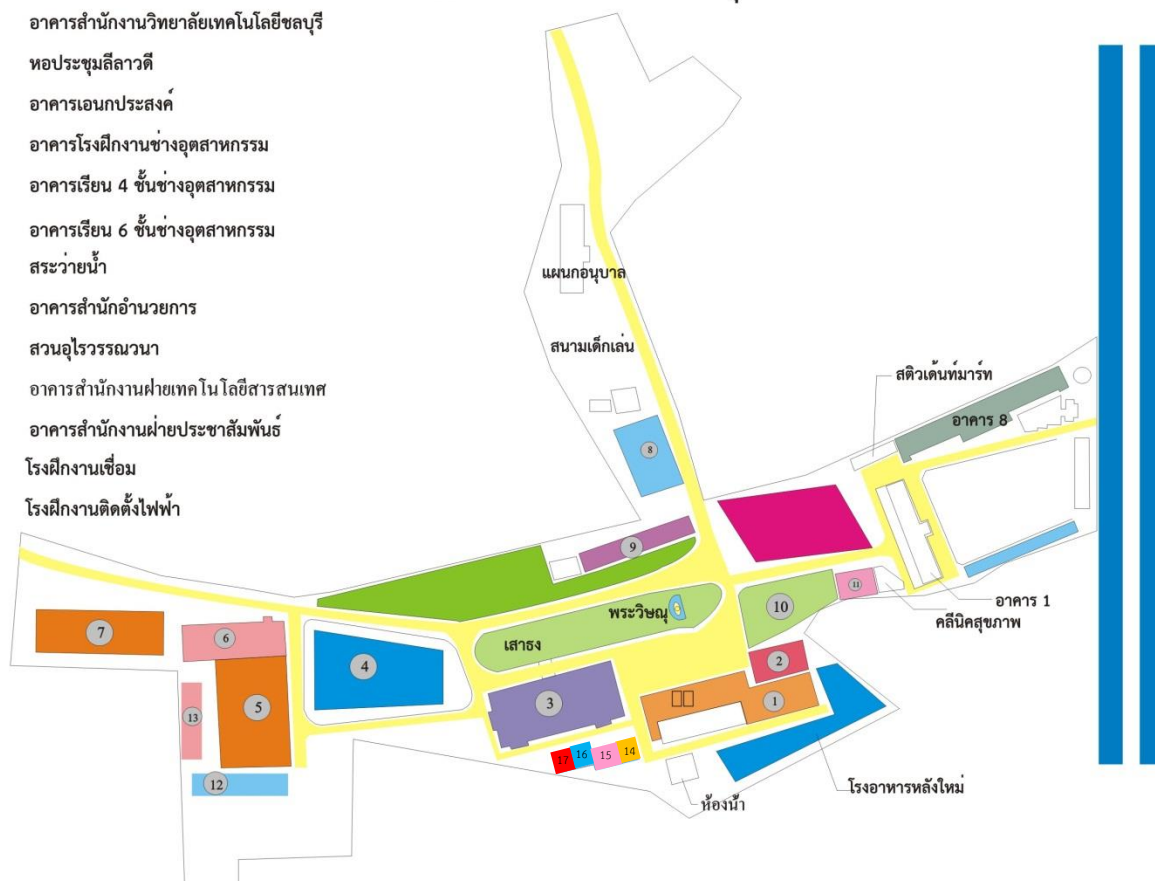 อาคารสำนักงานวิทยาลัยเทคโนโลยีชลบุรี
หอประชุมลีลาวดี
อาคารเอนกประสงค์
อาคารโรงฝึกงานช่างอุตสาหกรรม
อาคารเรียน 4 ชั้นช่างอุตสาหกรรม
อาคารเรียน 6 ชั้นช่างอุตสาหกรรม
สระว่ายน้ำ
อาคารสำนักอำนวยการ
สวนอุไรวรรณวนา
อาคารสำนักงานฝ่ายเทคโนโลยีสารสนเทศ
อาคารสำนักงานฝ่ายประชาสัมพันธ์
โรงฝึกงานเชื่อม
โรงฝึกงานติดตั้งไฟฟ้า
แผนกอนุบาล
สนามเด็กเล่น
สติวเด้นท์มาร์ท
อาคาร 8
8
9
11
10
อาคาร 1
คลีนิคสุขภาพ
พระวิษณุ
เสาธง
7
6
4
2
3
1
5
13
17
16
15
14
12
โรงอาหารหลังใหม่
ห้องน้ำ